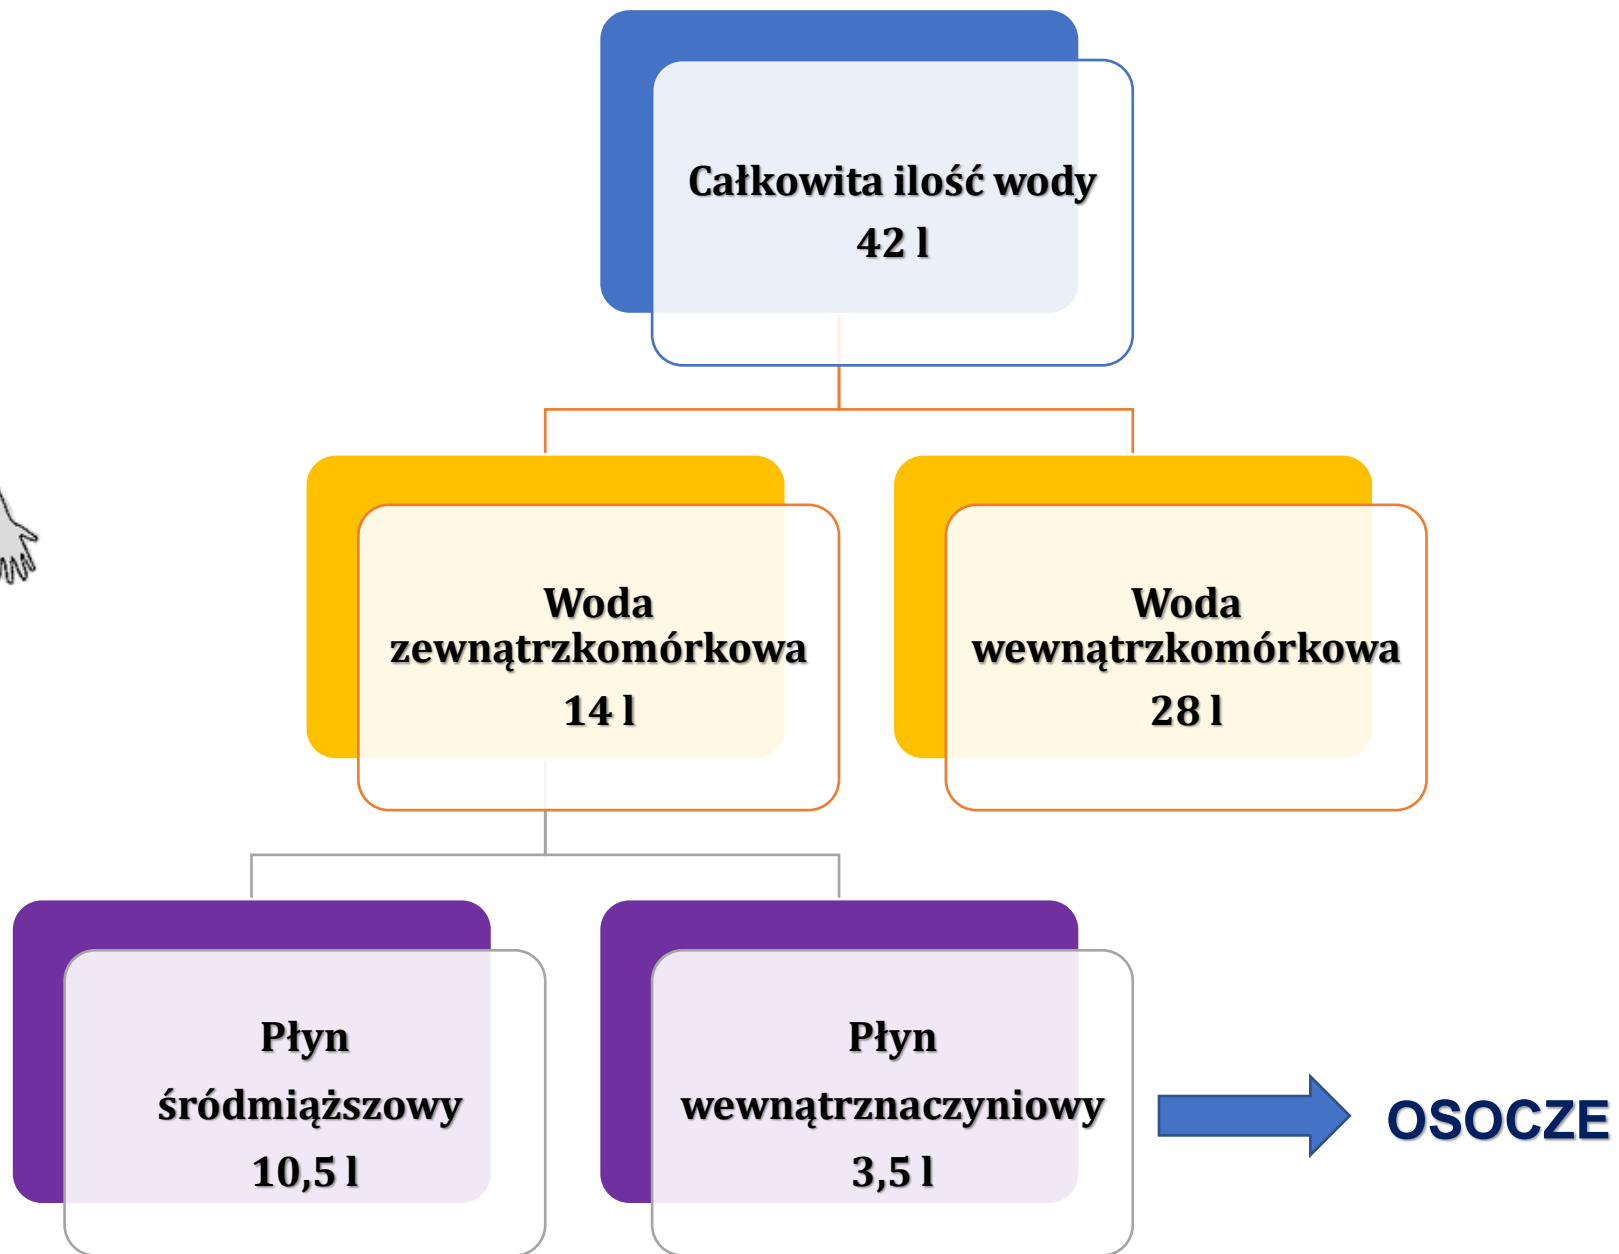 Całkowita ilość wody
42 l
Woda
zewnątrzkomórkowa
14 l
Woda
wewnątrzkomórkowa
28 l
Płyn
śródmiąższowy
10,5 l
Płyn
wewnątrznaczyniowy
3,5 l
OSOCZE